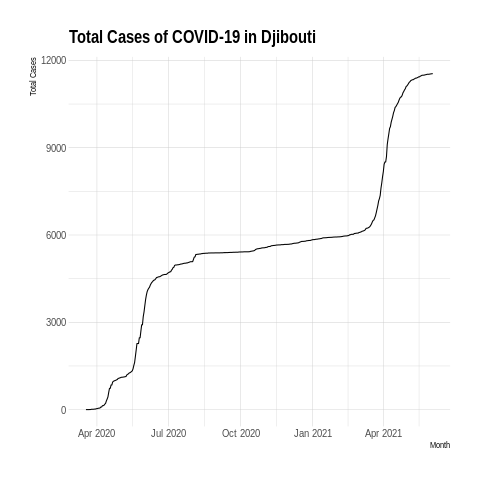 Total Cases of COVID-19 in Djibouti
Total Cases
12000
9000
6000
3000
0
Apr 2020 Jul 2020 Oct 2020 Jan 2021 Apr 2021
Month